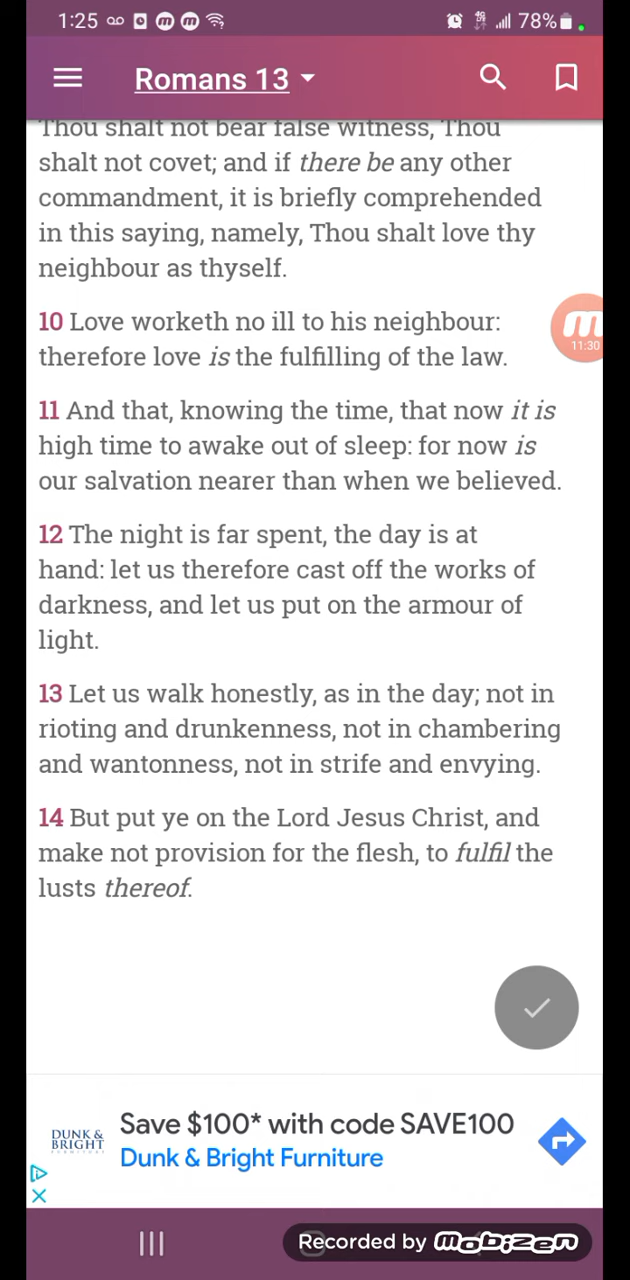 1:25
4G
78%
Romans 13
Thou shalt not bear false witness, Thou
shalt not covet; and if there be any other
commandment, it is briefly comprehended
in this saying, namely, Thou shalt love thy
neighbour as thyself.
10 Love worketh no ill to his neighbour:
therefore love is the fulfilling of the law.
m
11:30
11 And that, knowing the time, that now it is
high time to awake out of sleep: for now is
our salvation nearer than when we believed.
12 The night is far spent, the day is at
hand: let us therefore cast off the works of
darkness, and let us put on the armour of
light.
13 Let us walk honestly, as in the day; not in
rioting and drunkenness, not in chambering
and wantonness, not in strife and envying.
14 But put ye on the Lord Jesus Christ, and
make not provision for the flesh, to fulfil the
lusts thereof.
DUNK &
BRIGHT
FURNITURE
Save $100* with code SAVE100
Dunk & Bright Furniture
Recorded by mobizen